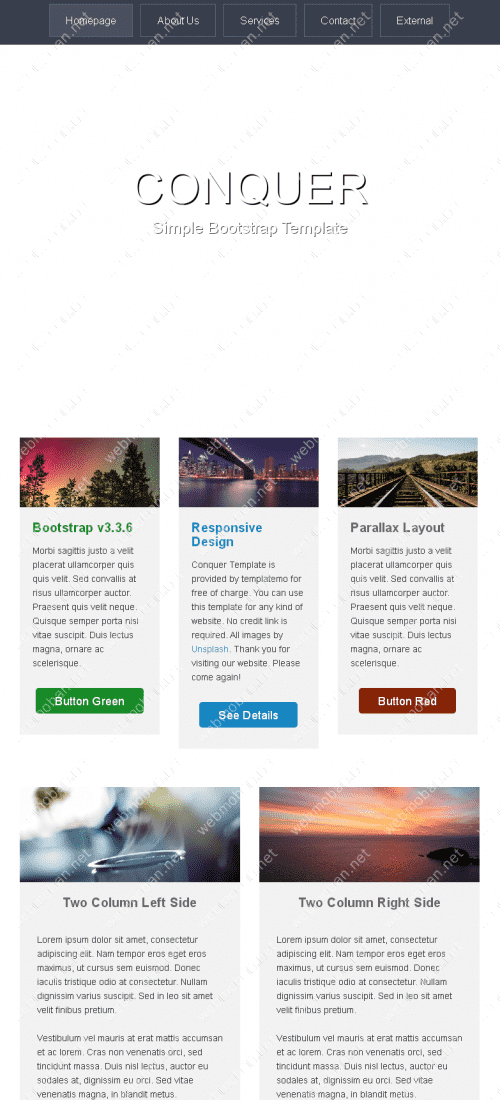 Homepage About Us Services Contact External
CONQUER
Simple Bootstrap Template
Bootstrap v3.3.6
Morbi sagittis justo a velit
placerat ullamcorper quis
quis velit. Sed convallis at
risus ullamcorper auctor.
Praesent quis velit neque.
Quisque semper porta nisi
vitae suscipit. Duis lectus
magna, ornare ac
scelerisque.
Button Green
Responsive
Design
Conquer Template is
provided by templatemo for
free of charge. You can use
this template for any kind of
website. No credit link is
required. All images by
Unsplash. Thank you for
visiting our website. Please
come again!
See Details
Parallax Layout
Morbi sagittis justo a velit
placerat ullamcorper quis
quis velit. Sed convallis at
risus ullamcorper auctor.
Praesent quis velit neque.
Quisque semper porta nisi
vitae suscipit. Duis lectus
magna, ornare ac
scelerisque.
Button Red
Two Column Left Side
Lorem ipsum dolor sit amet, consectetur
adipiscing elit. Nam tempor eros eget eros
maximus, ut cursus sem euismod. Donec
iaculis tristique odio at consectetur. Nullam
dignissim varius suscipit. Sed in leo sit amet
velit finibus pretium.
Vestibulum vel mauris at erat mattis accumsan
et ac lorem. Cras non venenatis orci, sed
tincidunt massa. Duis nisl lectus, auctor eu
sodales at, dignissim eu orci. Sed vitae
venenatis magna, in blandit metus.
Two Column Right Side
Lorem ipsum dolor sit amet, consectetur
adipiscing elit. Nam tempor eros eget eros
maximus, ut cursus sem euismod. Donec
iaculis tristique odio at consectetur. Nullam
dignissim varius suscipit. Sed in leo sit amet
velit finibus pretium.
Vestibulum vel mauris at erat mattis accumsan
et ac lorem. Cras non venenatis orci, sed
tincidunt massa. Duis nisl lectus, auctor eu
sodales at, dignissim eu orci. Sed vitae
venenatis magna, in blandit metus.